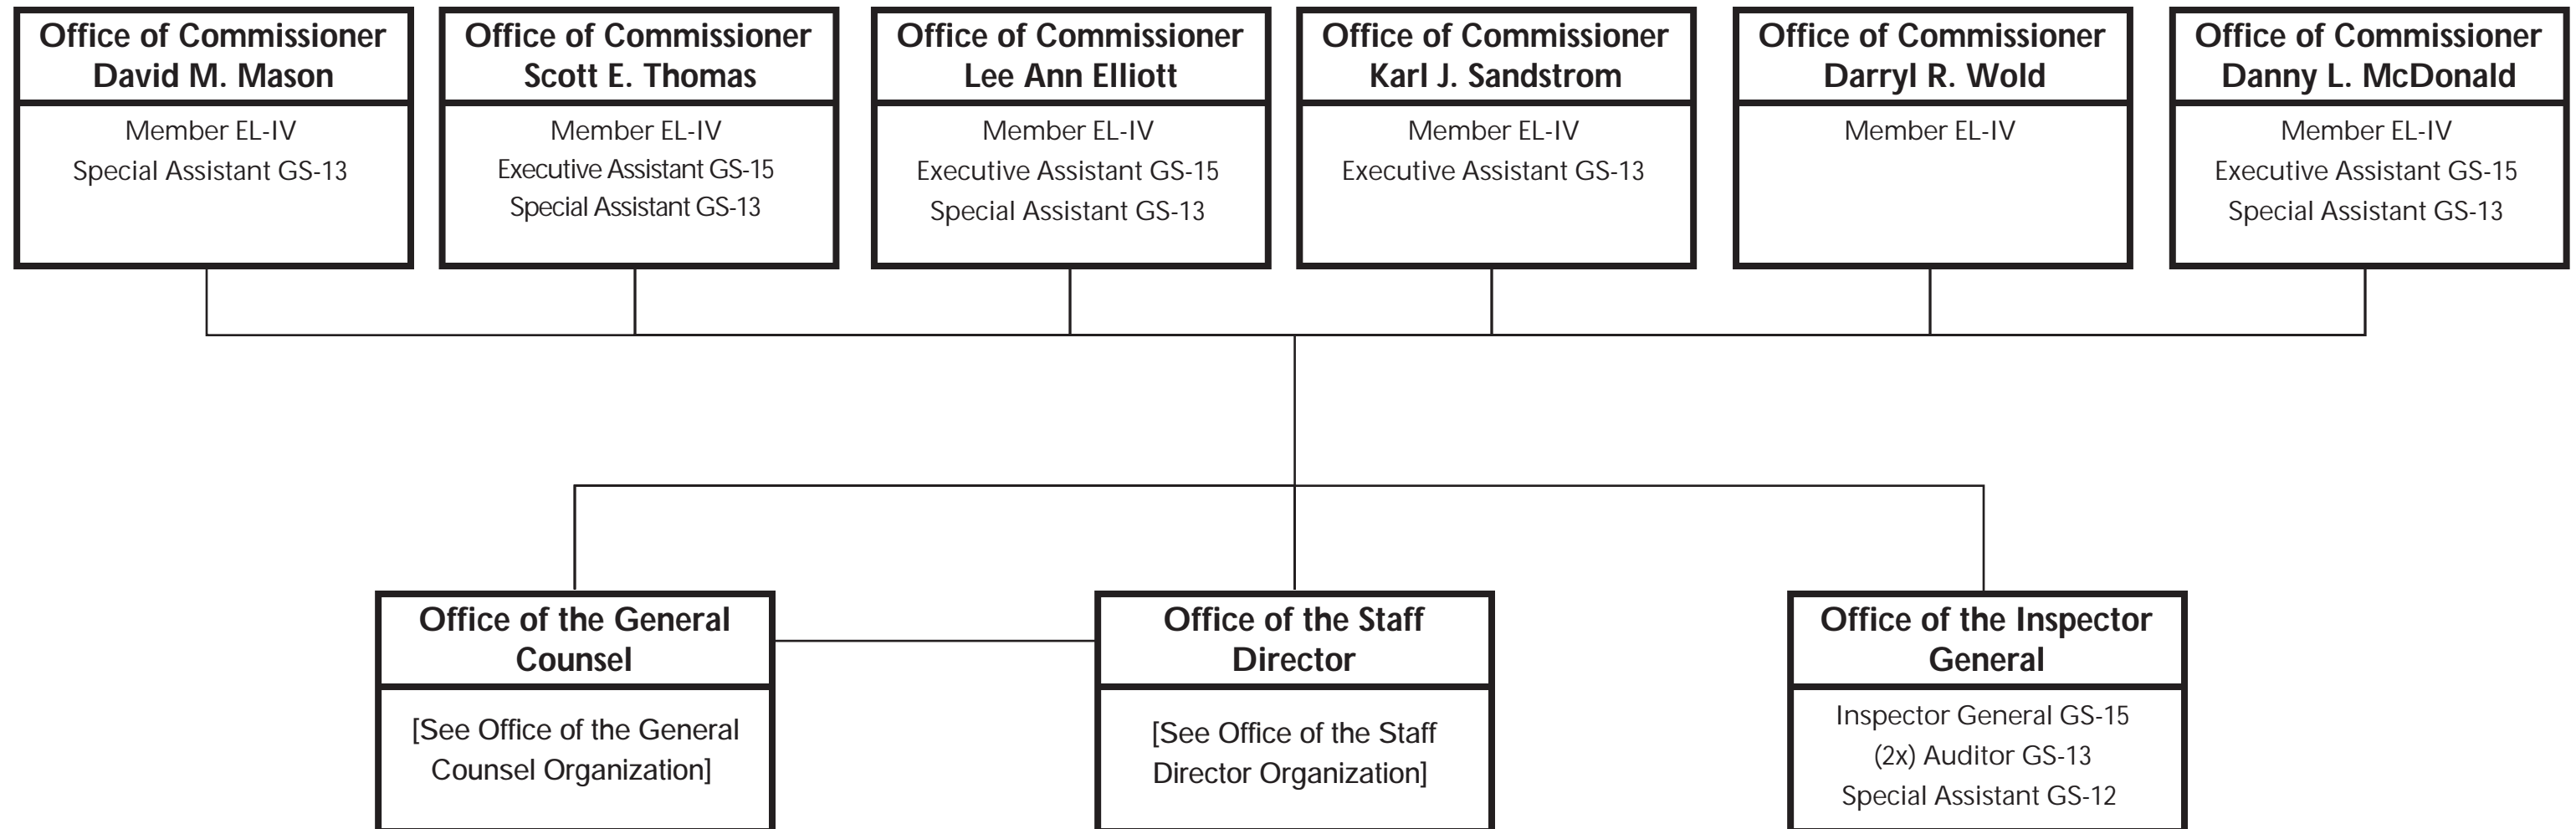 Office of Commissioner
David M. Mason
Member EL-IV
Special Assistant GS-13
Office of Commissioner
Scott E. Thomas
Member EL-IV
Executive Assistant GS-15
Special Assistant GS-13
Office of Commissioner
Lee Ann Elliott
Member EL-IV
Executive Assistant GS-15
Special Assistant GS-13
Office of Commissioner
Karl J. Sandstrom
Member EL-IV
Executive Assistant GS-13
Office of Commissioner
Darryl R. Wold
Member EL-IV
Office of Commissioner
Danny L. McDonald
Member EL-IV
Executive Assistant GS-15
Special Assistant GS-13
Office of the General
Counsel
[See Office of the General
Counsel Organization]
Office of the Staff
Director
[See Office of the Staff
Director Organization]
Office of the Inspector
General
Inspector General GS-15
(2x) Auditor GS-13
Special Assistant GS-12